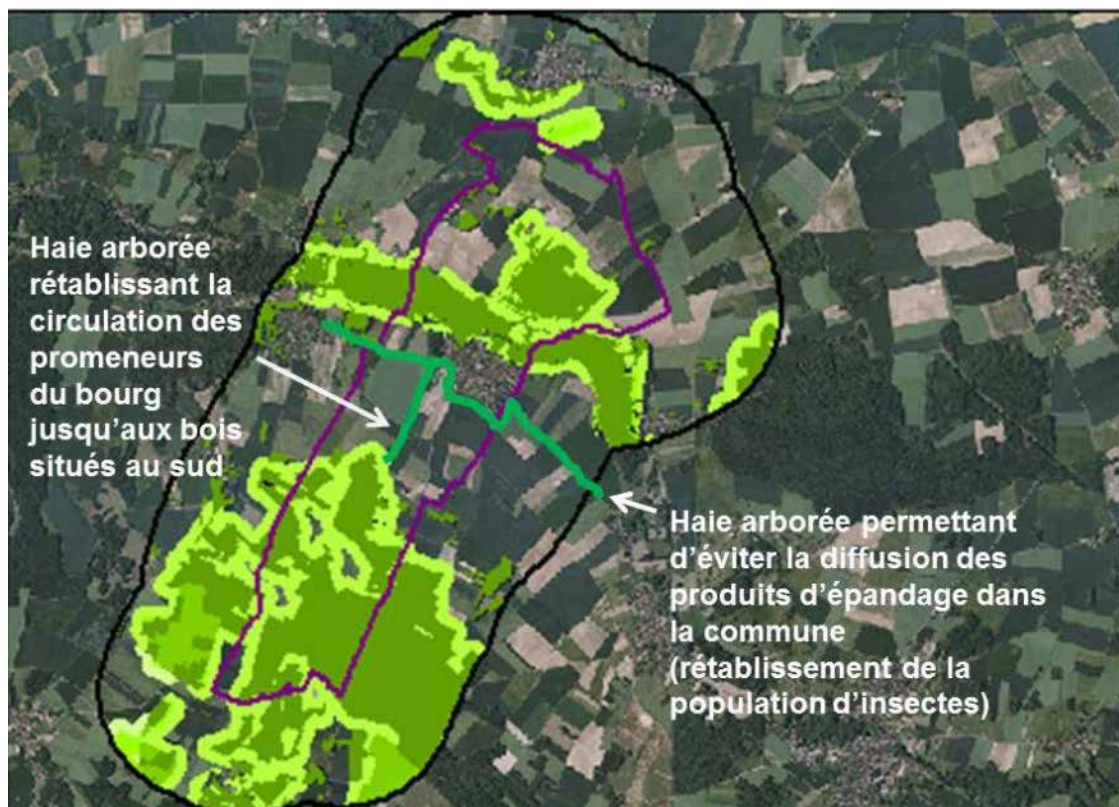 Haie arborée
rétablissant la
circulation des
promeneurs
du bourg
jusqu’aux bois
situés au sud
Haie arborée permettant
d’éviter la diffusion des
produits d’épandage dans
la commune
(rétablissement de la
population d’insectes)